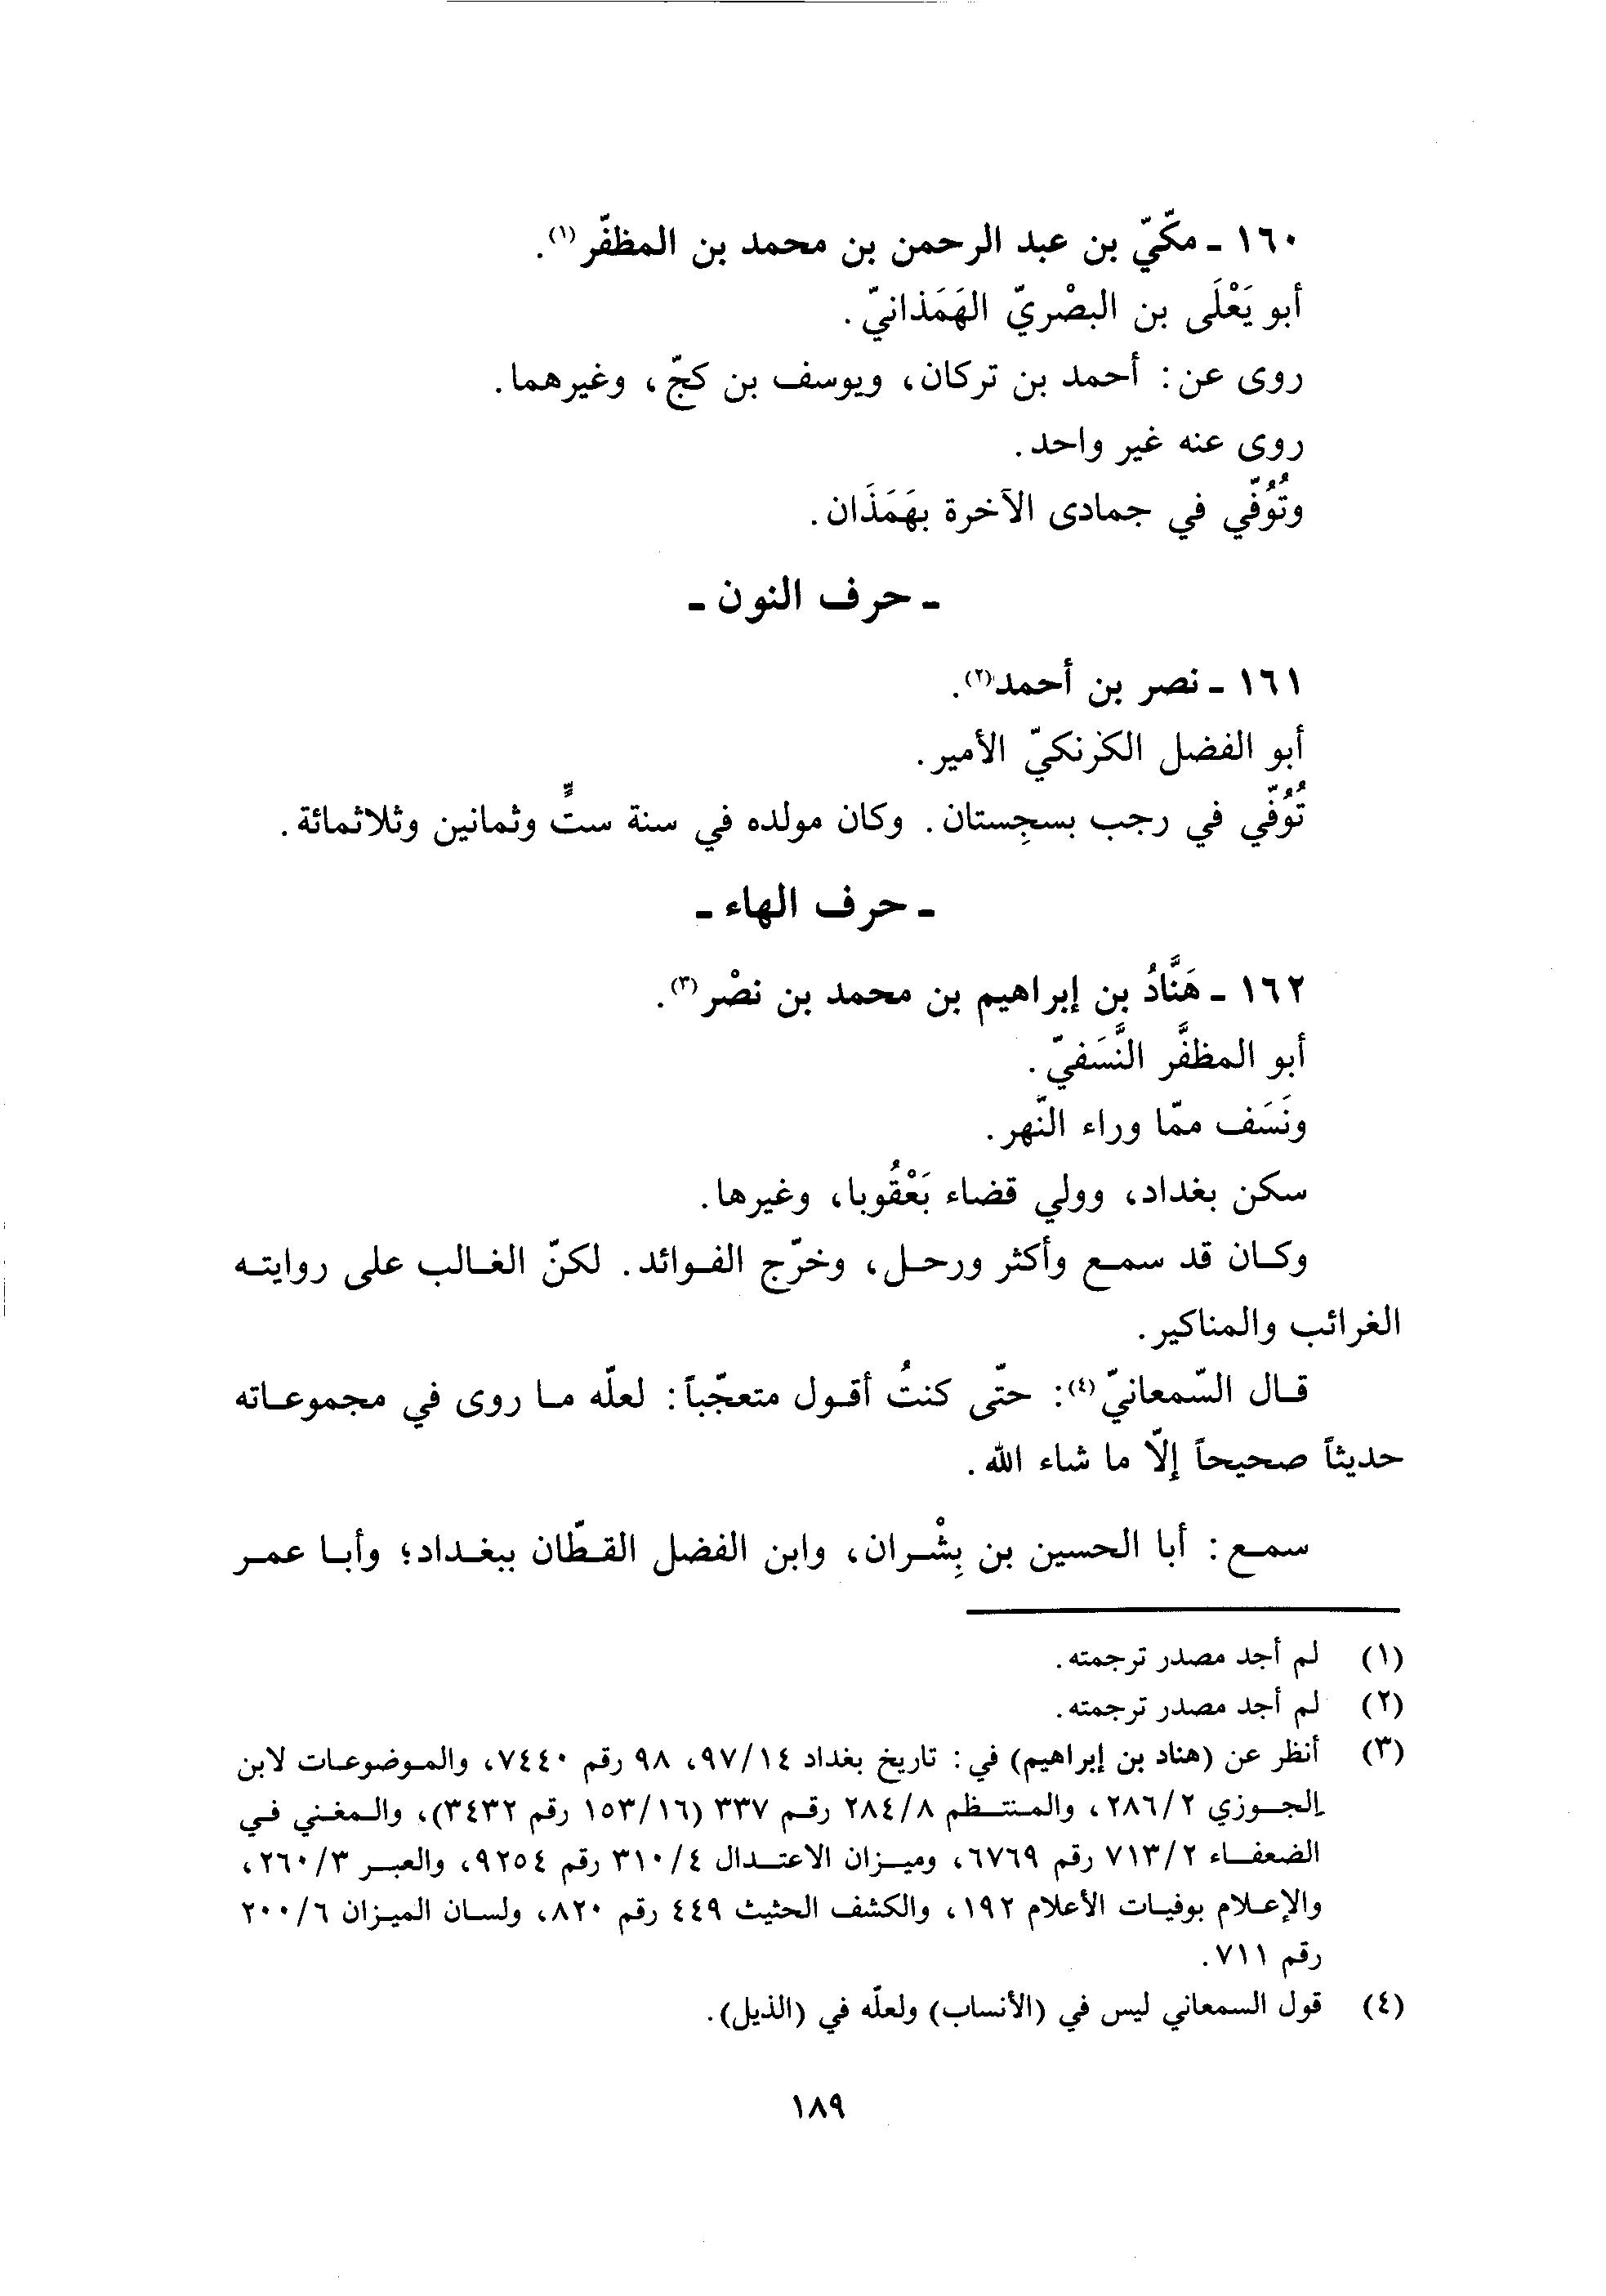 ١٦٠ ـ مكّيّ بن عبد الرحمن بن محمد بن المظفّر(١).
أبو يَعْلَى بن البصْريّ الهَمَذانيّ.
روى عن: أحمد بن تركان، ويوسف بن كجّ، وغيرهما.
روى عنه غير واحد.
وتُوُفّي في جمادى الآخرة بهَمَذَان.
ـ حرف النون ـ
١٦١ ـ نصر بن أحمد(٢).
أبو الفضل الكرنكيّ الأمير.
تُوُفّي في رجب بسجِستان. وكان مولده في سنة ستٍّ وثمانين وثلاثمائة.
ـ حرف الهاء ـ
١٦٢ ـ هَنَّادُ بن إبراهيم بن محمد بن نصْر(٣).
أبو المظفَّر النَّسَفيّ.
ونَسَف ممّا وراء النّهر.
سكن بغداد، وولي قضاء بَعْقُوبا، وغيرها.
وكان قد سمع وأكثر ورحل، وخرّج الفوائد. لكنّ الغالب على روايته
الغرائب والمناكير.
قال السّمعانيّ(٤): حتّى كنتُ أقول متعجّباً: لعلّه ما روى في مجموعاته
حديثاً صحيحاً إلّا ما شاء الله.
سمع: أبا الحسين بن بِشْران، وابن الفضل القطّان ببغداد؛ وأبا عمر
(١) لم أجد مصدر ترجمته.
(٢) لم أجد مصدر ترجمته.
(٣) أنظر عن (هناد بن إبراهيم) في: تاريخ بغداد ٩٧/١٤، ٩٨ رقم ٧٤٤٠، والموضوعات لابن
الجوزي ٢٨٦/٢، والمنتظم ٢٨٤/٨ رقم ٣٣٧ (١٥٣/١٦ رقم ٣٤٣٢)، والمغني في
الضعفاء ٧١٣/٢ رقم ٦٧٦٩، وميزان الاعتدال ٣١٠/٤ رقم ٩٢٥٤، والعبر ٢٦٠/٣،
والإعلام بوفيات الأعلام ١٩٢، والكشف الحثيث ٤٤٩ رقم ٨٢٠، ولسان الميزان ٢٠٠/٦
رقم ٧١١.
(٤) قول السمعاني ليس في (الأنساب) ولعلّه في (الذيل).
١٨٩